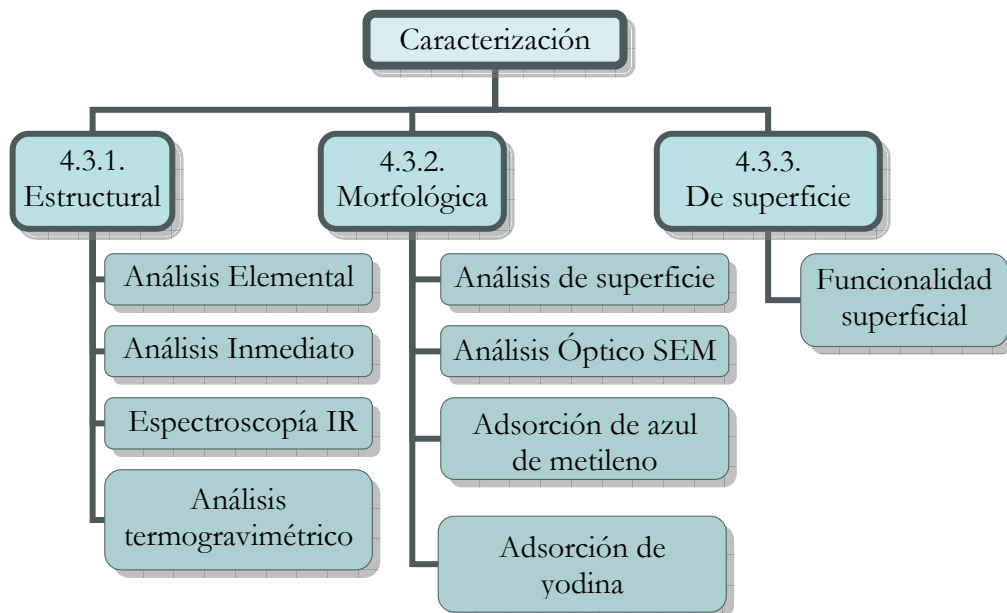 Caracterización
4.3.1.
Estructural
Análisis Elemental
Análisis Inmediato
Espectroscopía IR
Análisis
termogravimétrico
4.3.2.
Morfológica
Análisis de superficie
Análisis Óptico SEM
Adsorción de azul
de metileno
Adsorción de
yodina
4.3.3.
De superficie
Funcionalidad
superficial